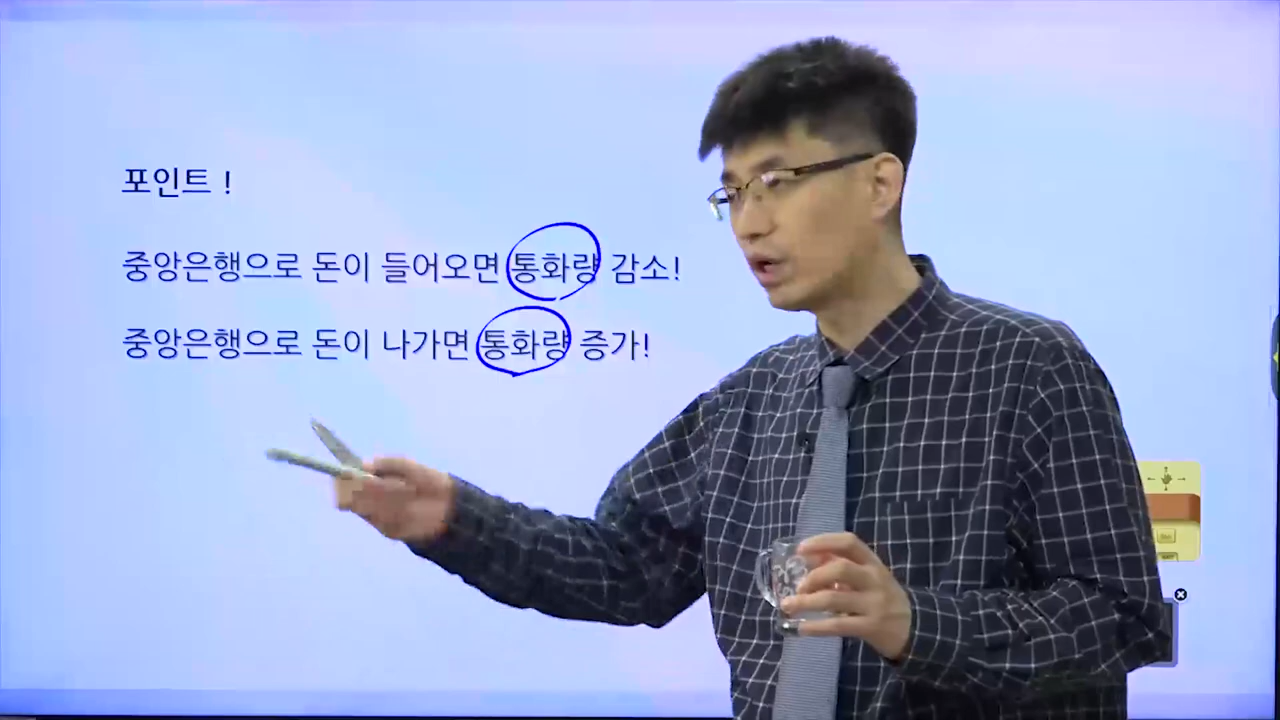 포인트 !
중앙은행으로 돈이 들어오면 통화량 감소!
중앙은행으로 돈이 나가면 통화량 증가!